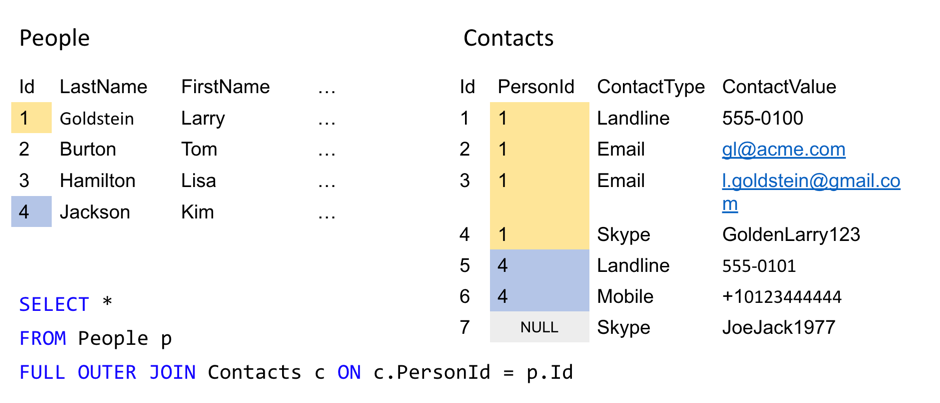 People
Id LastName FirstName ...
1 Goldstein Larry ...
2 Burton Tom ...
3 Hamilton Lisa ...
4 Jackson Kim ...
SELECT *
FROM People p
FULL OUTER JOIN Contacts c ON c.PersonId = p.Id
Contacts
Id PersonId ContactType ContactValue
1 1 Landline 555-0100
2 1 Email gl@acme.com
3 1 Email l.goldstein@gmail.co
m
4 1 Skype GoldenLarry123
5 4 Landline 555-0101
6 4 Mobile +10123444444
7 NULL Skype JoeJack1977